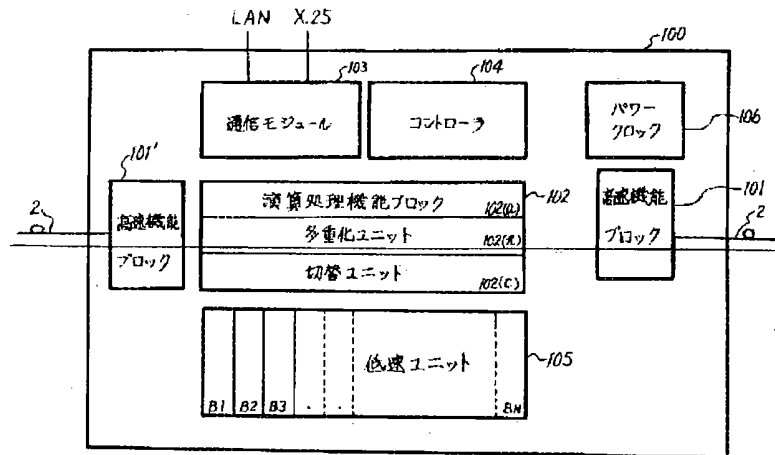 LAN X.25
100
103
104
通信モジュール
コントローラ
パワー
クロック
106
101'
101
高速機能
ブロック
2
演算処理機能ブロック
102
多重化ユニット
切替ユニット
102(C)
高速機能
ブロック
2
低速ユニット
105
B1 B2 B3 . . BN